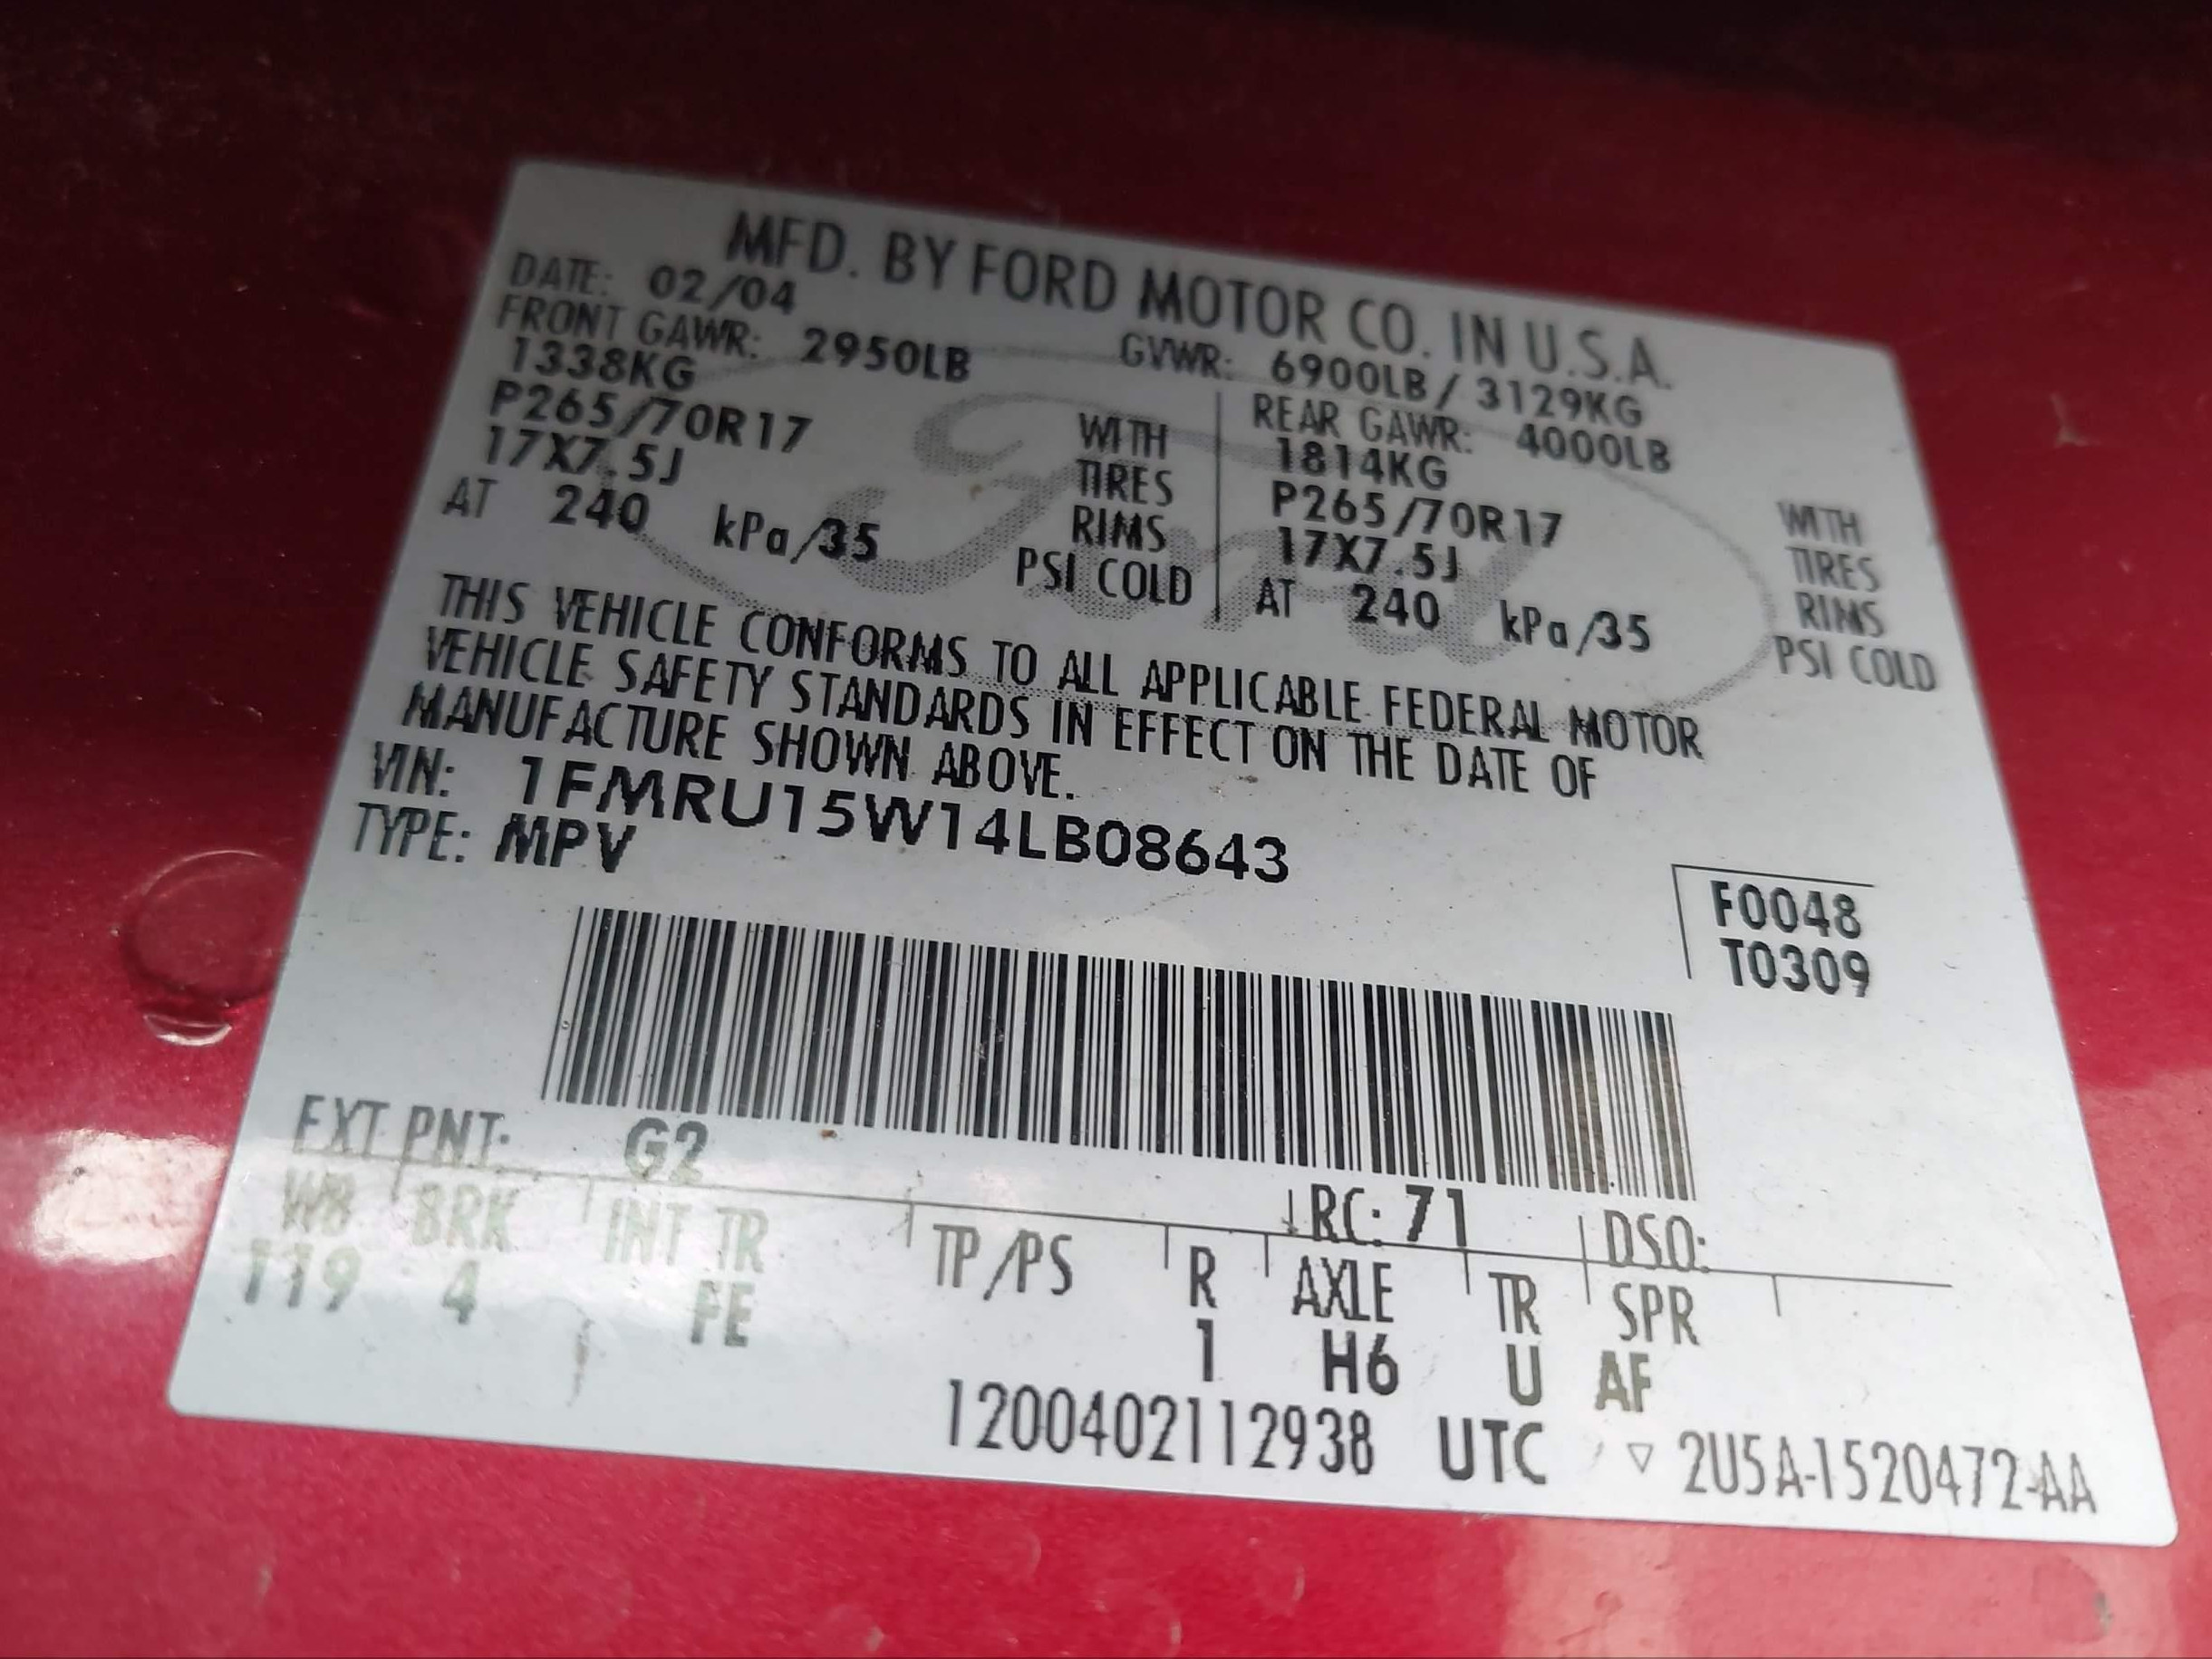 MFD. BY FORD MOTOR CO. IN U.S.A.
DATE: 02/04 GVWR: 6900LB / 3129KG
FRONT GAWR: 2950LB REAR GAWR: 4000LB
1338KG WITH 1814KG WITH
P265/70R17 TIRES P265/70R17 TIRES
17X7.5J RIMS 17X7.5J RIMS
AT 240 kPa/35 PSI COLD AT 240 kPa/35 PSI COLD
THIS VEHICLE CONFORMS TO ALL APPLICABLE FEDERAL MOTOR
VEHICLE SAFETY STANDARDS IN EFFECT ON THE DATE OF
MANUFACTURE SHOWN ABOVE.
VIN: 1FMRU15W14LB08643
TYPE: MPV
F0048
T0309
EXT PNT: G2 RC: 71 DSO:
WB BRK INT TR TP/PS R AXLE TR SPR
119 4 FE 1 H6 U AF
1200402112938 UTC ▽ 2U5A-1520472-AA
Ford